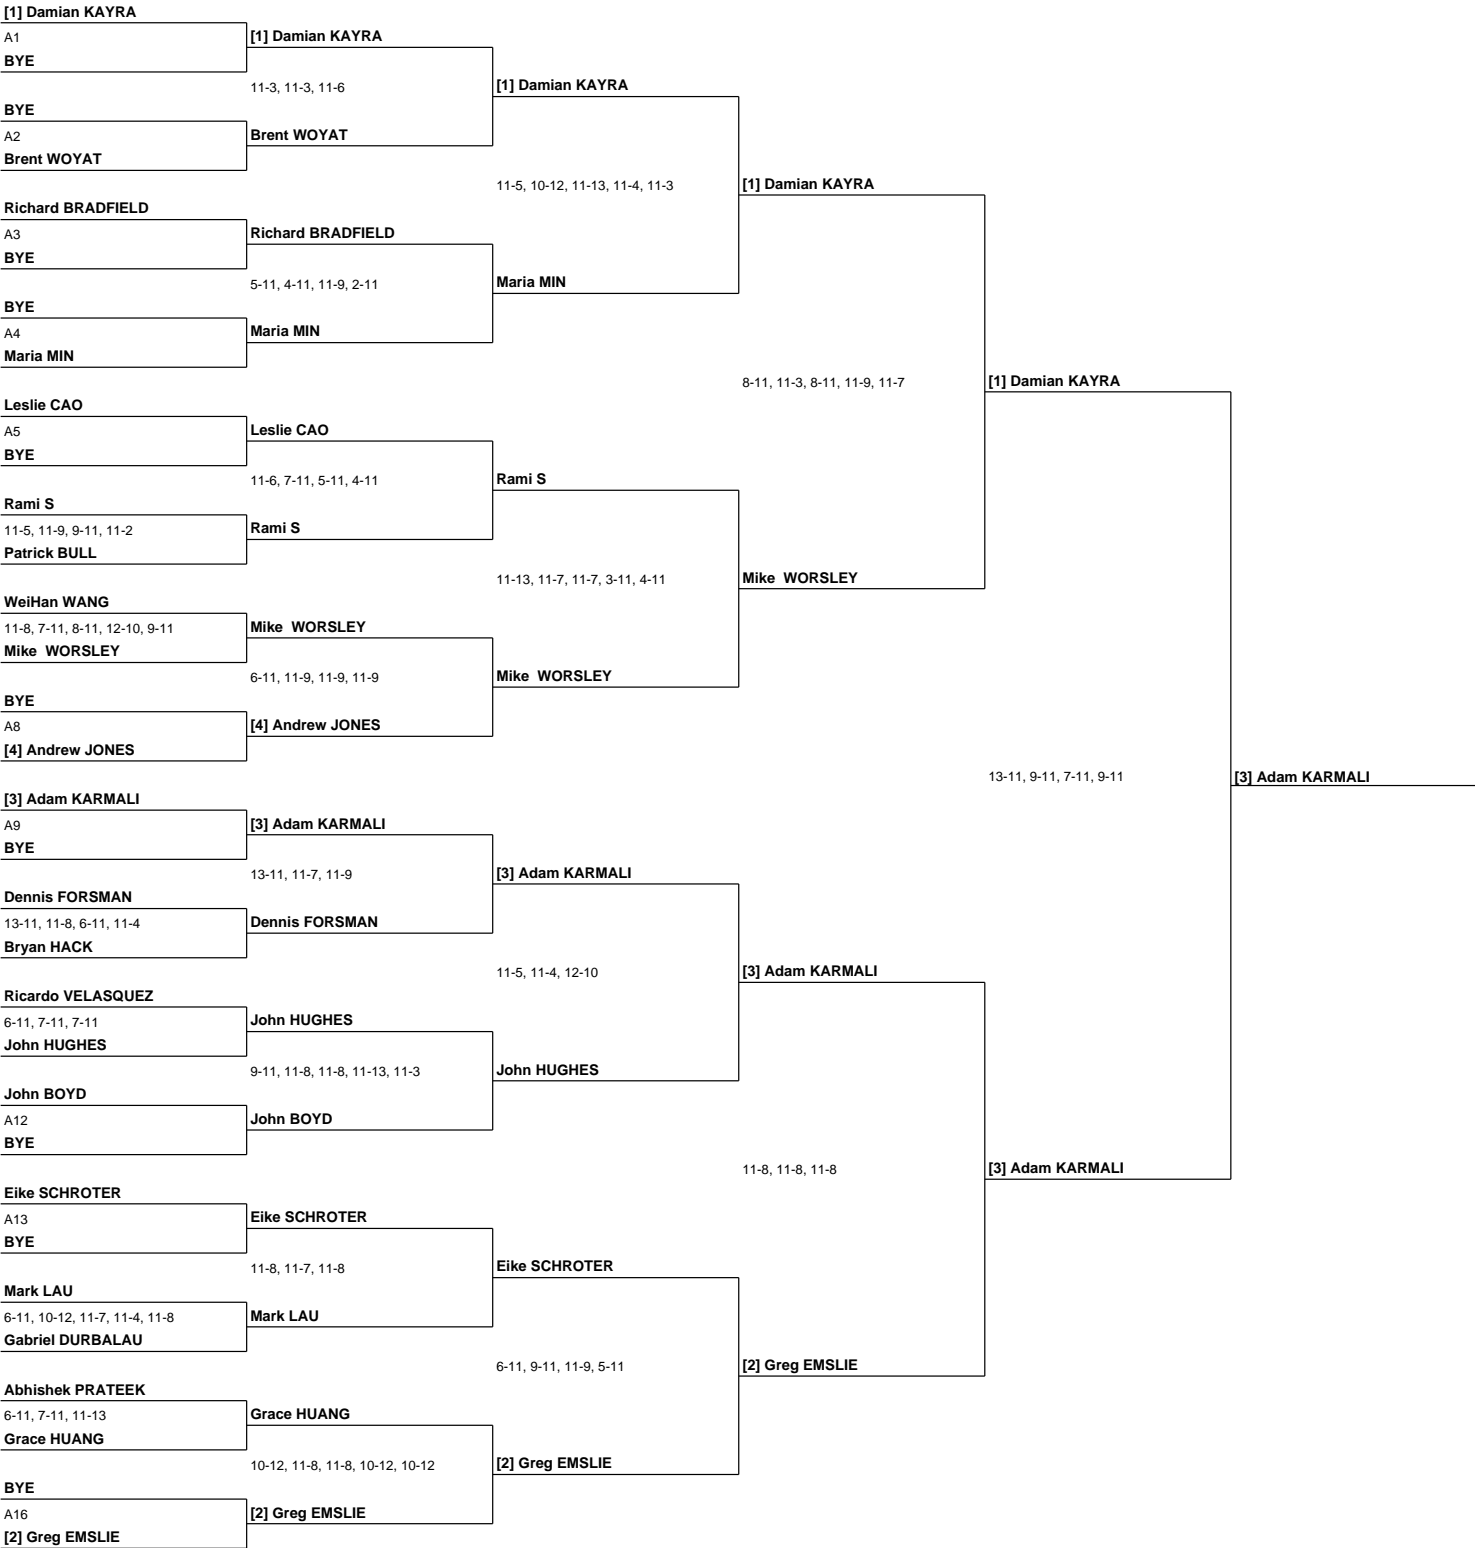 [1] Damian KAYRA
A1
BYE
BYE
A2
Brent WOYAT
Richard BRADFIELD
A3
BYE
BYE
A4
Maria MIN
Leslie CAO
A5
BYE
Rami S
11-5, 11-9, 9-11, 11-2
Patrick BULL
WeiHan WANG
11-8, 7-11, 8-11, 12-10, 9-11
Mike  WORSLEY
BYE
A8
[4] Andrew JONES
[3] Adam KARMALI
A9
BYE
Dennis FORSMAN
13-11, 11-8, 6-11, 11-4
Bryan HACK
Ricardo VELASQUEZ
6-11, 7-11, 7-11
John HUGHES
John BOYD
A12
BYE
Eike SCHROTER
A13
BYE
Mark LAU
6-11, 10-12, 11-7, 11-4, 11-8
Gabriel DURBALAU
Abhishek PRATEEK
6-11, 7-11, 11-13
Grace HUANG
BYE
A16
[2] Greg EMSLIE
[1] Damian KAYRA
11-3, 11-3, 11-6
Brent WOYAT
Richard BRADFIELD
5-11, 4-11, 11-9, 2-11
Maria MIN
Leslie CAO
11-6, 7-11, 5-11, 4-11
Rami S
Mike  WORSLEY
6-11, 11-9, 11-9, 11-9
[4] Andrew JONES
[3] Adam KARMALI
13-11, 11-7, 11-9
Dennis FORSMAN
John HUGHES
9-11, 11-8, 11-8, 11-13, 11-3
John BOYD
Eike SCHROTER
11-8, 11-7, 11-8
Mark LAU
Grace HUANG
10-12, 11-8, 11-8, 10-12, 10-12
[2] Greg EMSLIE
[1] Damian KAYRA
11-5, 10-12, 11-13, 11-4, 11-3
Maria MIN
Rami S
11-13, 11-7, 11-7, 3-11, 4-11
Mike  WORSLEY
[3] Adam KARMALI
11-5, 11-4, 12-10
John HUGHES
Eike SCHROTER
6-11, 9-11, 11-9, 5-11
[2] Greg EMSLIE
[1] Damian KAYRA
8-11, 11-3, 8-11, 11-9, 11-7
Mike  WORSLEY
[3] Adam KARMALI
11-8, 11-8, 11-8
[2] Greg EMSLIE
[1] Damian KAYRA
13-11, 9-11, 7-11, 9-11
[3] Adam KARMALI
[3] Adam KARMALI